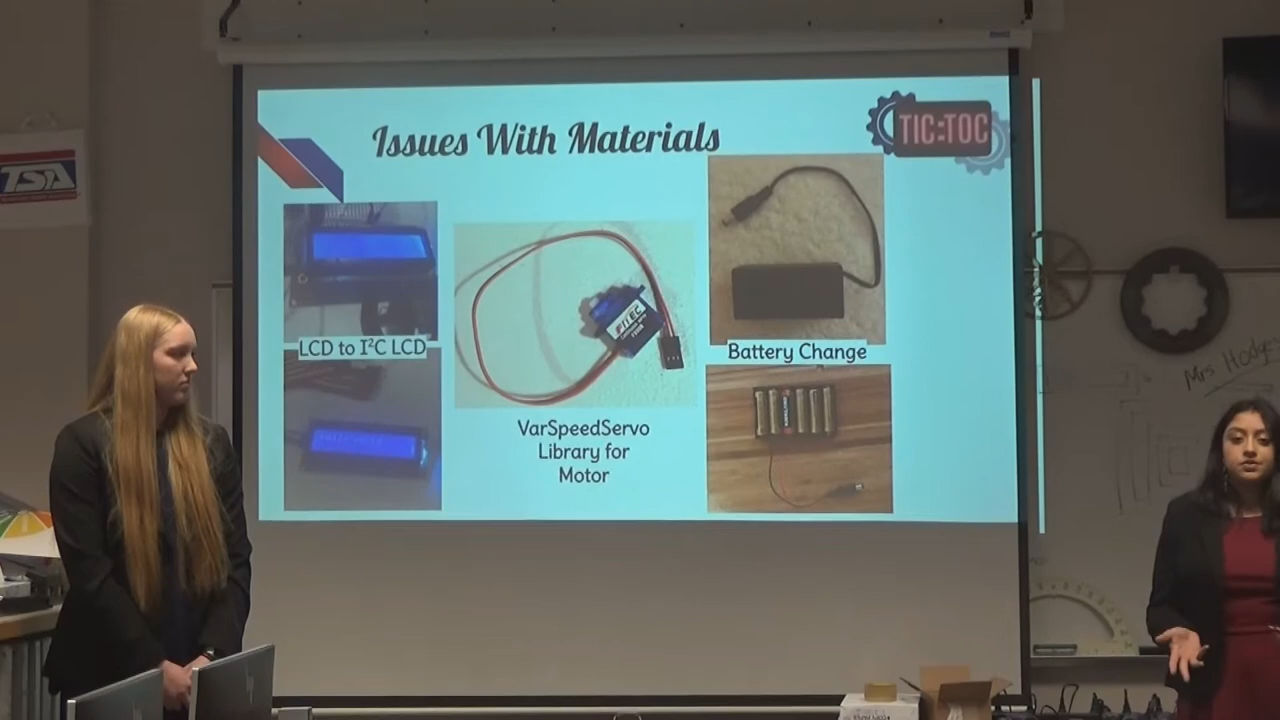 Issues With Materials
TIC:TOC
TSA
LCD to I²C LCD
FITEC
Battery Change
VarSpeedServo
Library for
Motor
Mrs Hodge